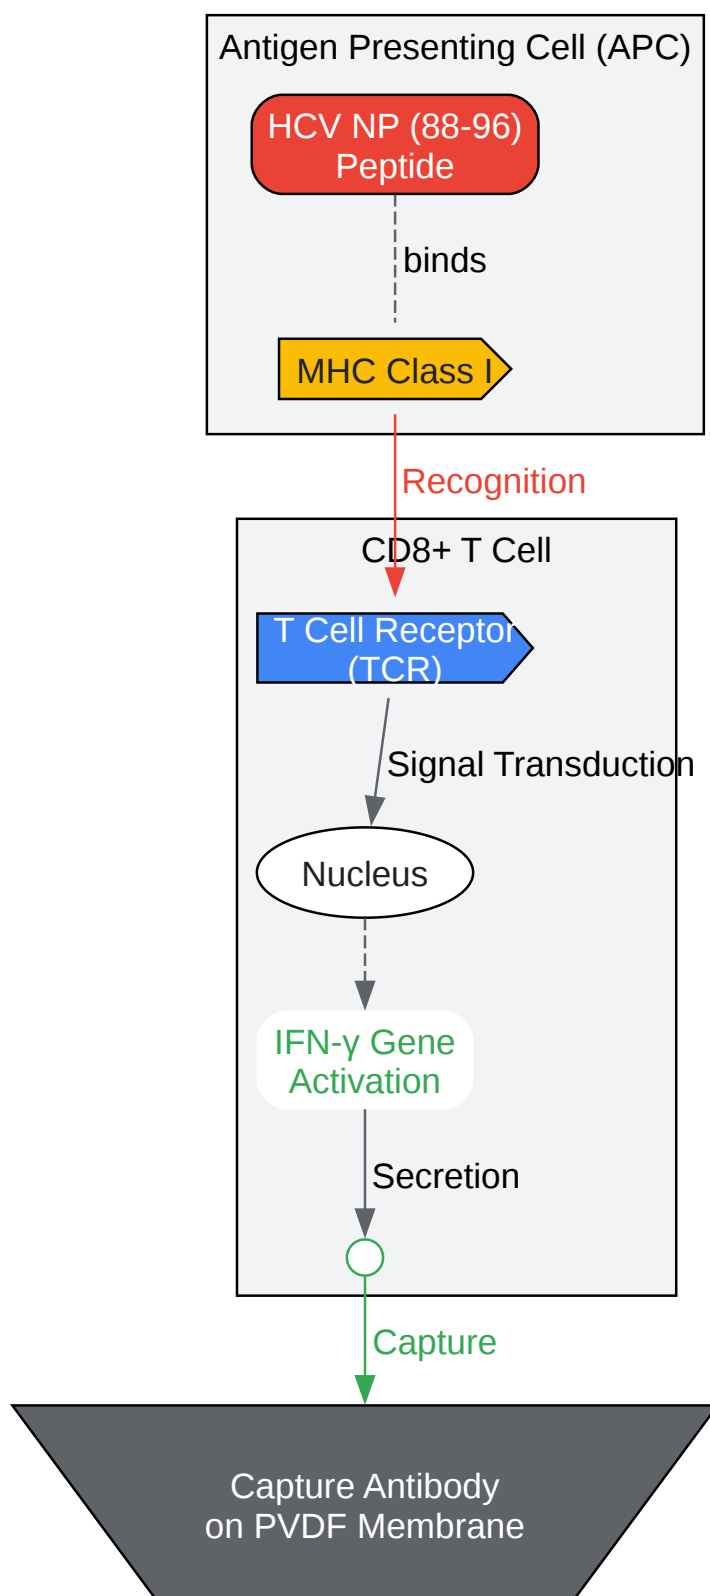 Antigen Presenting Cell (APC)
HCV NP (88-96)
Peptide
binds
MHC Class I
Recognition
CD8+ T Cell
T Cell Receptor
(TCR)
Signal Transduction
Nucleus
IFN-γ Gene
Activation
Secretion
Capture
Capture Antibody
on PVDF Membrane